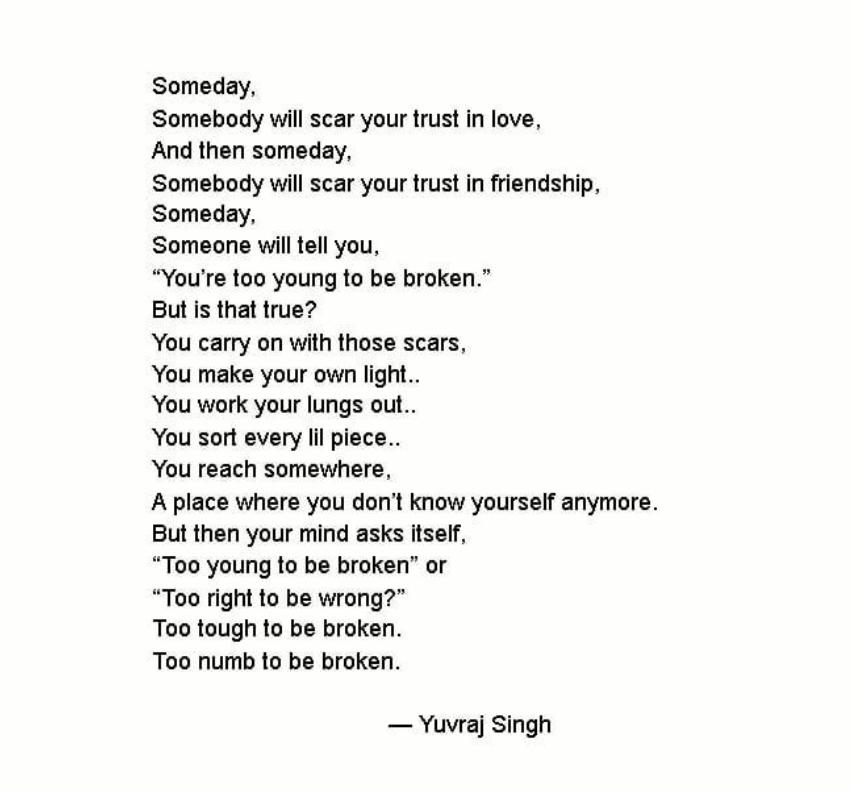 Someday,
Somebody will scar your trust in love,
And then someday,
Somebody will scar your trust in friendship,
Someday,
Someone will tell you,
“You’re too young to be broken.”
But is that true?
You carry on with those scars,
You make your own light..
You work your lungs out..
You sort every lil piece..
You reach somewhere,
A place where you don’t know yourself anymore.
But then your mind asks itself,
“Too young to be broken” or
“Too right to be wrong?”
Too tough to be broken.
Too numb to be broken.
— Yuvraj Singh